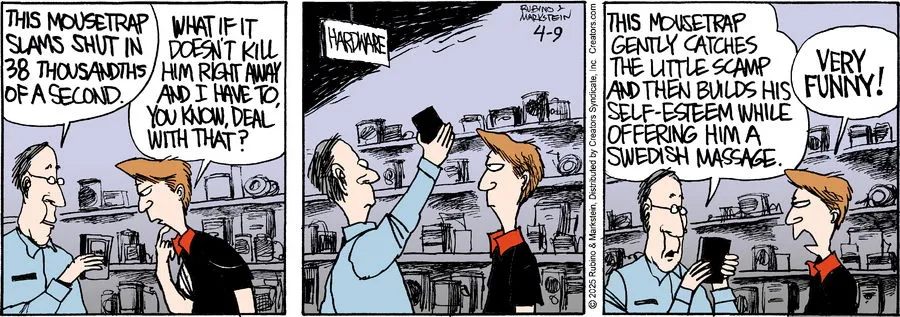 THIS MOUSETRAP
SLAMS SHUT IN
38 THOUSANDTHS
OF A SECOND.
WHAT IF IT
DOESN'T KILL
HIM RIGHT AWAY
AND I HAVE TO,
YOU KNOW, DEAL
WITH THAT?
HARDWARE
RUBINO &
MARKSTEIN
4-9
© 2025 Rubino & Markstein, Distributed by Creators Syndicate, Inc. Creators.com
THIS MOUSETRAP
GENTLY CATCHES
THE LITTLE SCAMP
AND THEN BUILDS HIS
SELF-ESTEEM WHILE
OFFERING HIM A
SWEDISH MASSAGE.
VERY
FUNNY!